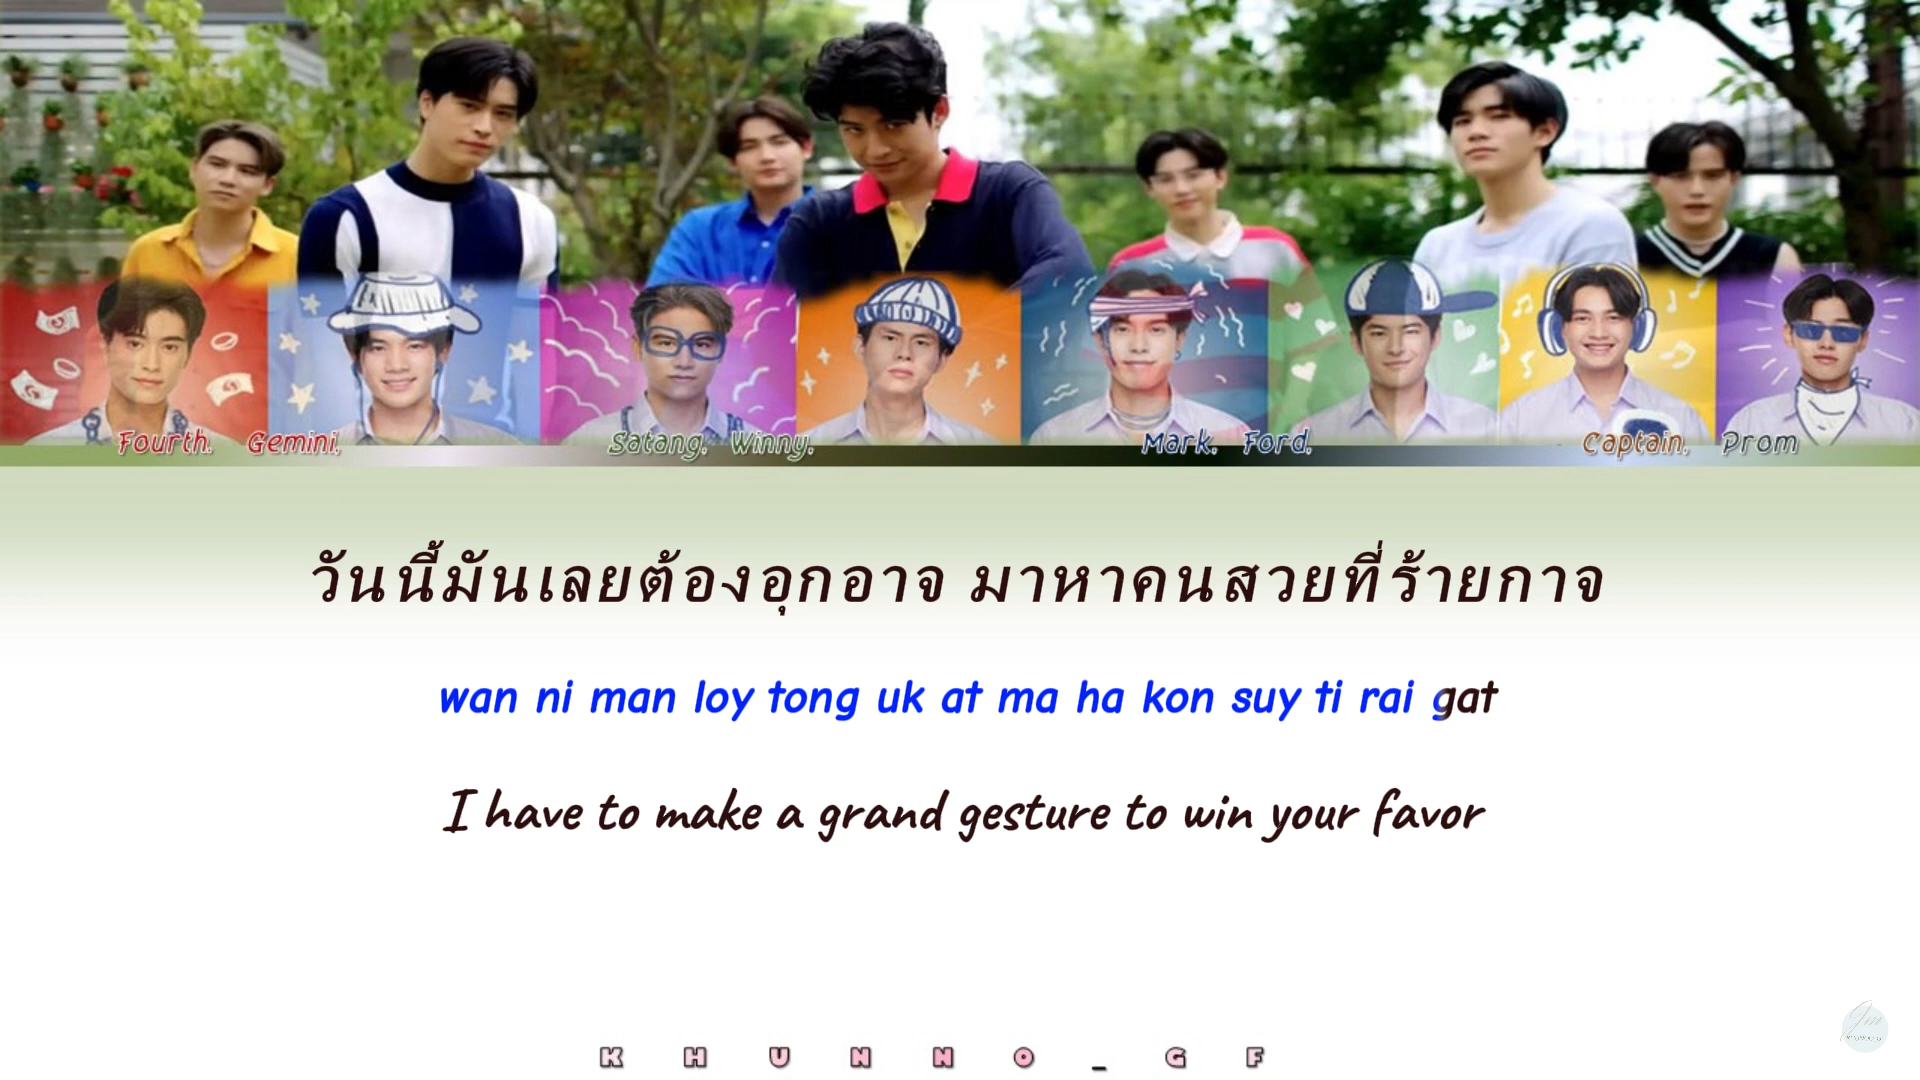 Fourth. Gemini. Satang. Winny. Mark. Ford. Captain. Prom
วันนี้มันเลยต้องอุกอาจ มาหาคนสวยที่ร้ายกาจ
wan ni man loy tong uk at ma ha kon suy ti rai gat
I have to make a grand gesture to win your favor
KHUNNO_GF